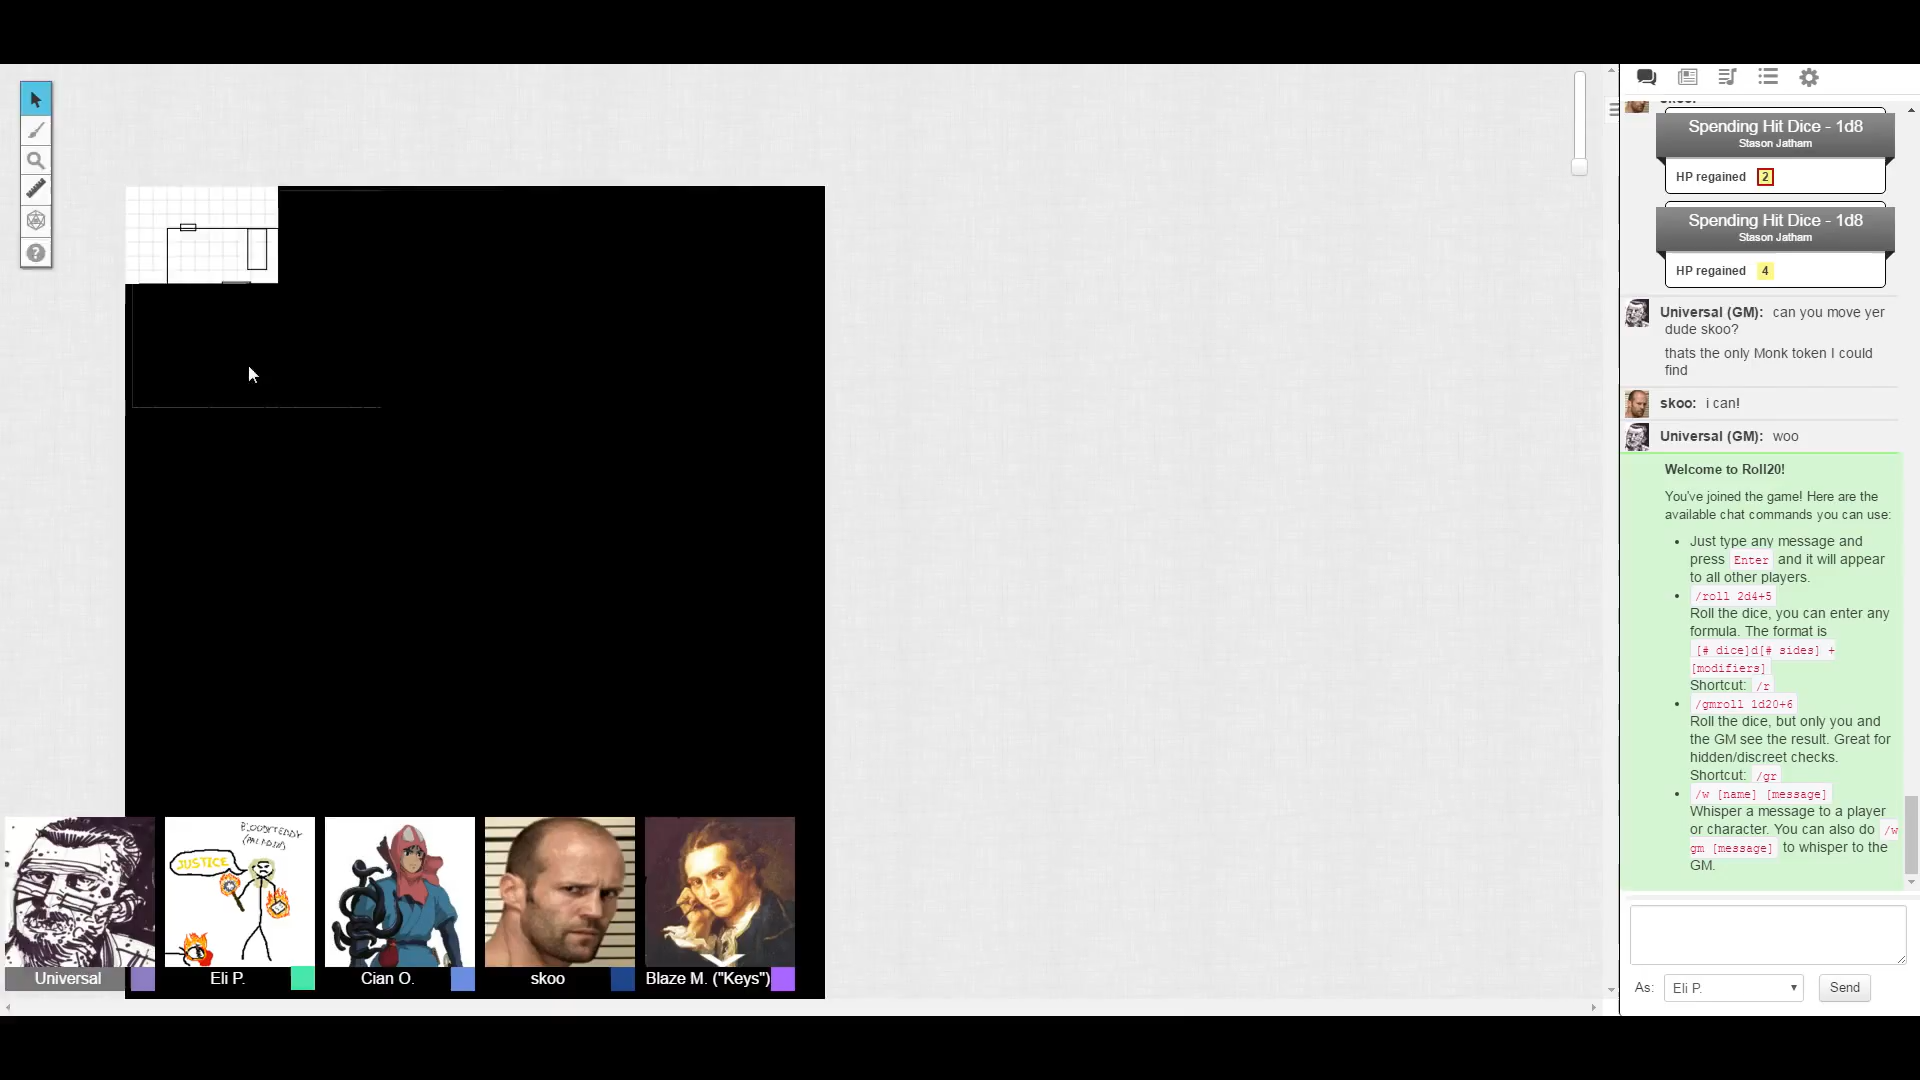 Spending Hit Dice - 1d8
Stason Jatham
HP regained 2
Spending Hit Dice - 1d8
Stason Jatham
HP regained 4
Universal (GM): can you move yer
dude skoo?
thats the only Monk token I could
find
skoo: i can!
Universal (GM): woo
Welcome to Roll20!
You've joined the game! Here are the
available chat commands you can use:
• Just type any message and
press Enter and it will appear
to all other players.
• /roll 2d4+5
Roll the dice, you can enter any
formula. The format is
[# dice]d[# sides] +
[modifiers]
Shortcut: /r
• /gmroll 1d20+6
Roll the dice, but only you and
the GM see the result. Great for
hidden/discreet checks.
Shortcut: /gr
• /w [name] [message]
Whisper a message to a player
or character. You can also do /w
gm [message] to whisper to the
GM.
BLOODYTEDDY
(PALADIN)
JUSTICE
Universal
Eli P.
Cian O.
skoo
Blaze M. ("Keys")
As: Eli P. Send